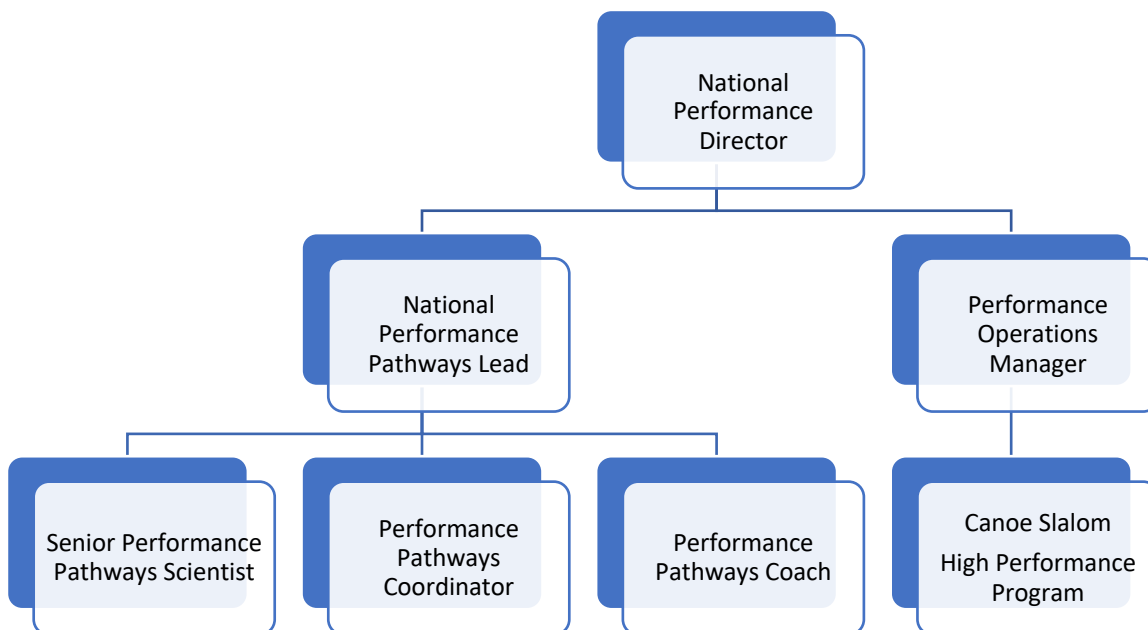 National
Performance
Director
National
Performance
Pathways Lead
Performance
Operations
Manager
Senior Performance
Pathways Scientist
Performance
Pathways
Coordinator
Performance
Pathways Coach
Canoe Slalom
High Performance
Program